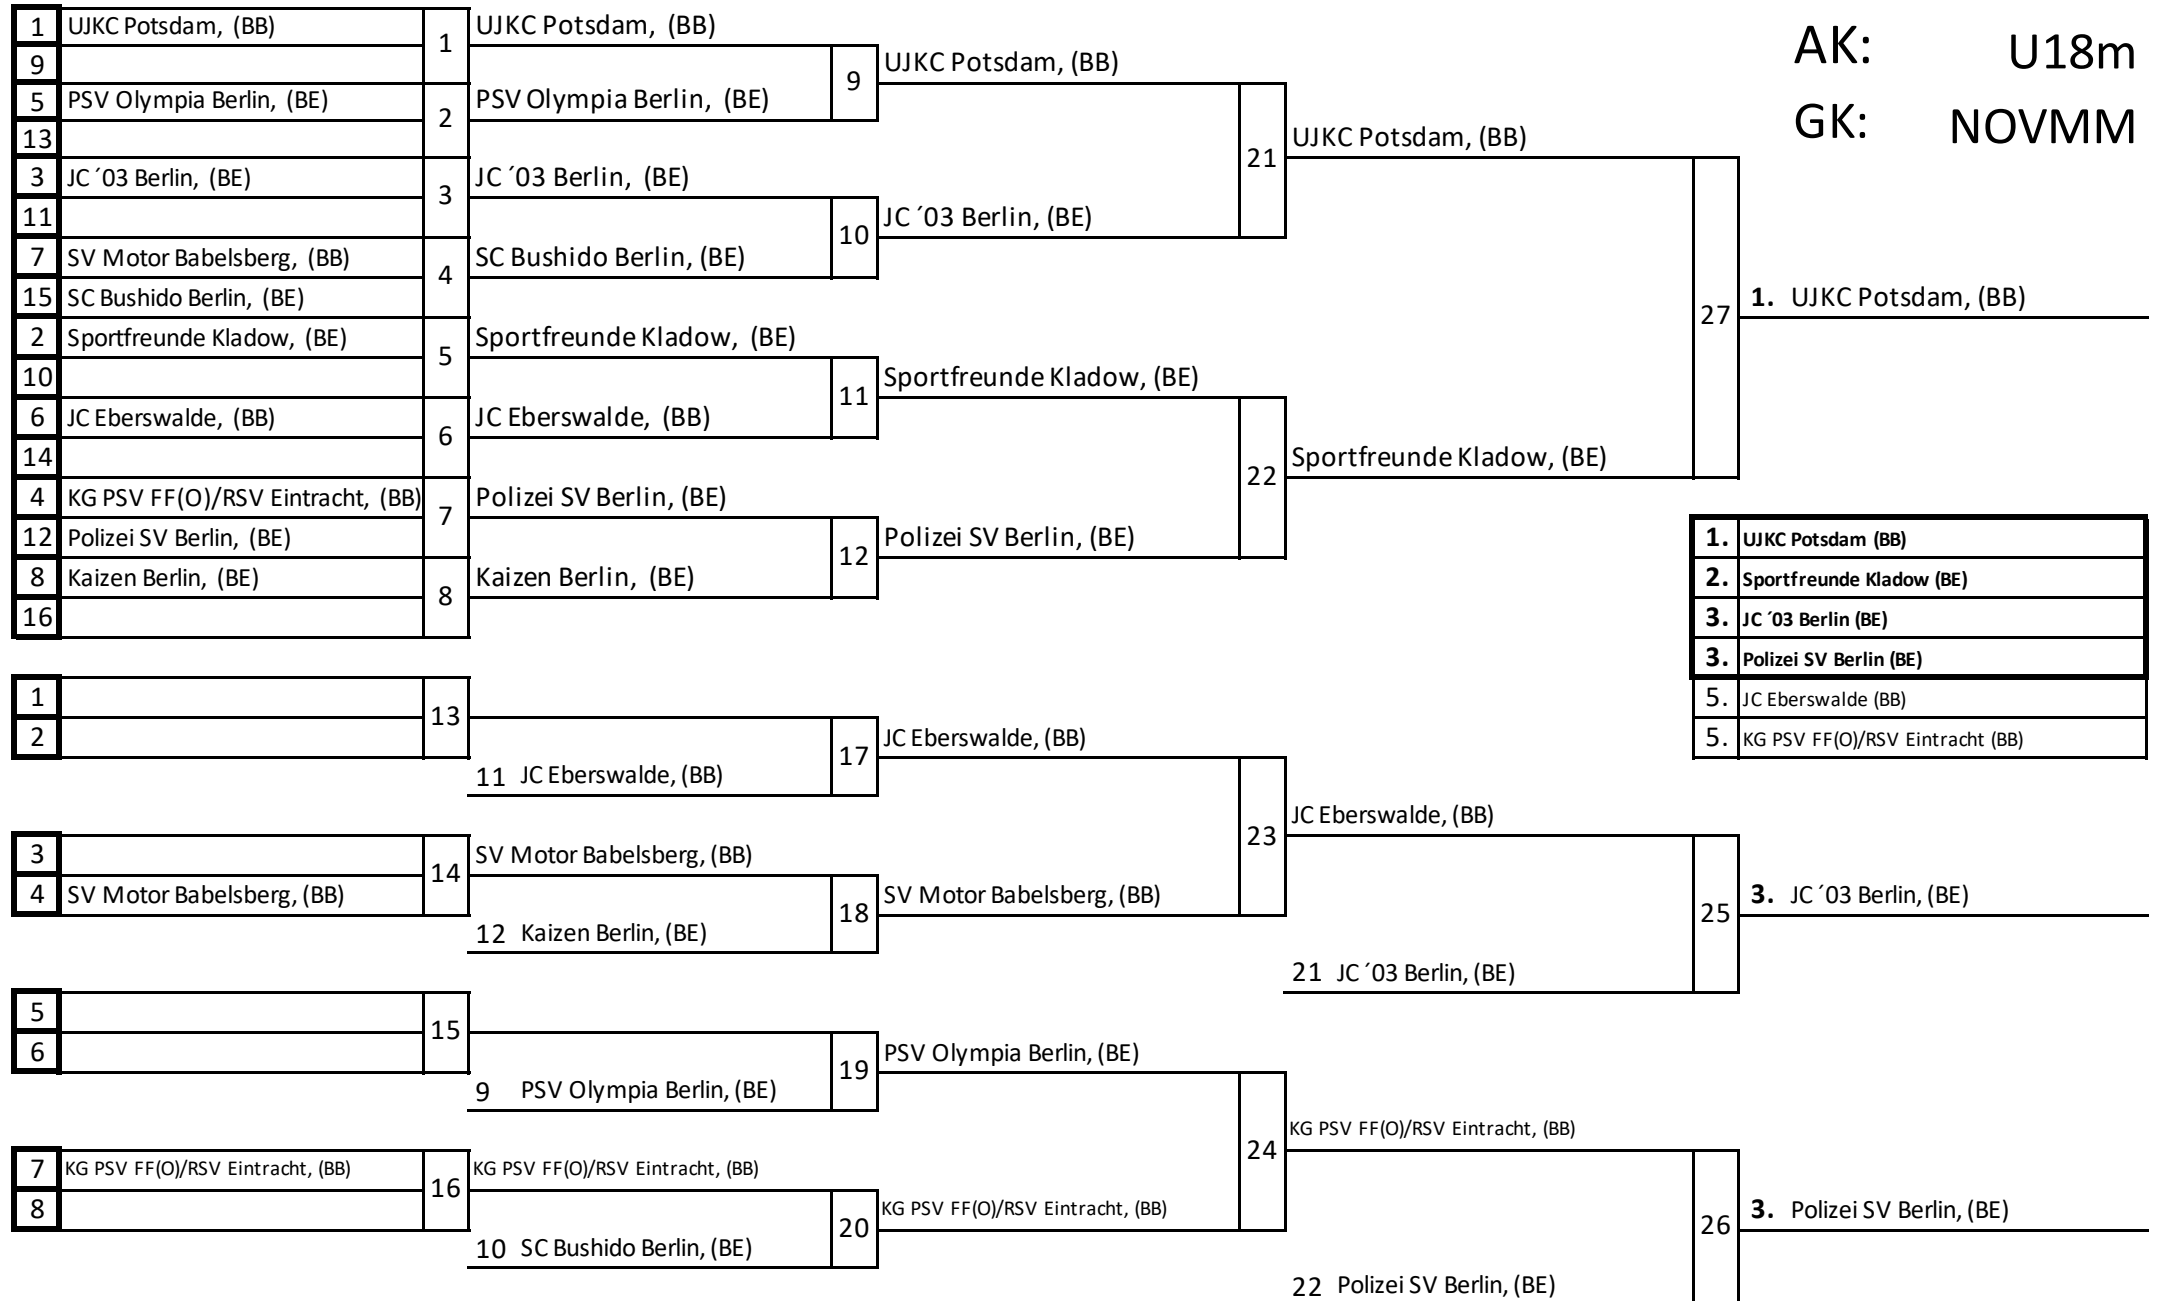 AK: U18m
GK: NOVMM
1 UJKC Potsdam, (BB)
9
5 PSV Olympia Berlin, (BE)
13
3 JC ´03 Berlin, (BE)
11
7 SV Motor Babelsberg, (BB)
15 SC Bushido Berlin, (BE)
2 Sportfreunde Kladow, (BE)
10
6 JC Eberswalde, (BB)
14
4 KG PSV FF(O)/RSV Eintracht, (BB)
12 Polizei SV Berlin, (BE)
8 Kaizen Berlin, (BE)
16
1 UJKC Potsdam, (BB)
2 PSV Olympia Berlin, (BE)
3 JC ´03 Berlin, (BE)
4 SC Bushido Berlin, (BE)
5 Sportfreunde Kladow, (BE)
6 JC Eberswalde, (BB)
7 Polizei SV Berlin, (BE)
8 Kaizen Berlin, (BE)
9 UJKC Potsdam, (BB)
10 JC ´03 Berlin, (BE)
11 Sportfreunde Kladow, (BE)
12 Polizei SV Berlin, (BE)
21 UJKC Potsdam, (BB)
22 Sportfreunde Kladow, (BE)
27 1. UJKC Potsdam, (BB)
1. UJKC Potsdam (BB)
2. Sportfreunde Kladow (BE)
3. JC ´03 Berlin (BE)
3. Polizei SV Berlin (BE)
5. JC Eberswalde (BB)
5. KG PSV FF(O)/RSV Eintracht (BB)
1
2
13
11 JC Eberswalde, (BB)
17 JC Eberswalde, (BB)
3
4 SV Motor Babelsberg, (BB)
14 SV Motor Babelsberg, (BB)
12 Kaizen Berlin, (BE)
18 SV Motor Babelsberg, (BB)
23 JC Eberswalde, (BB)
21 JC ´03 Berlin, (BE)
25 3. JC ´03 Berlin, (BE)
5
6
15
9 PSV Olympia Berlin, (BE)
19 PSV Olympia Berlin, (BE)
7 KG PSV FF(O)/RSV Eintracht, (BB)
8
16 KG PSV FF(O)/RSV Eintracht, (BB)
10 SC Bushido Berlin, (BE)
20 KG PSV FF(O)/RSV Eintracht, (BB)
24 KG PSV FF(O)/RSV Eintracht, (BB)
22 Polizei SV Berlin, (BE)
26 3. Polizei SV Berlin, (BE)